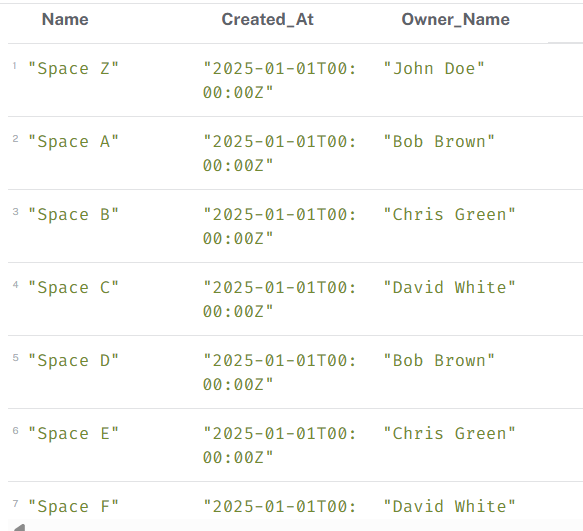 Name Created_At Owner_Name
1 "Space Z" "2025-01-01T00: "John Doe"
00:00Z"
2 "Space A" "2025-01-01T00: "Bob Brown"
00:00Z"
3 "Space B" "2025-01-01T00: "Chris Green"
00:00Z"
4 "Space C" "2025-01-01T00: "David White"
00:00Z"
5 "Space D" "2025-01-01T00: "Bob Brown"
00:00Z"
6 "Space E" "2025-01-01T00: "Chris Green"
00:00Z"
7 "Space F" "2025-01-01T00: "David White"